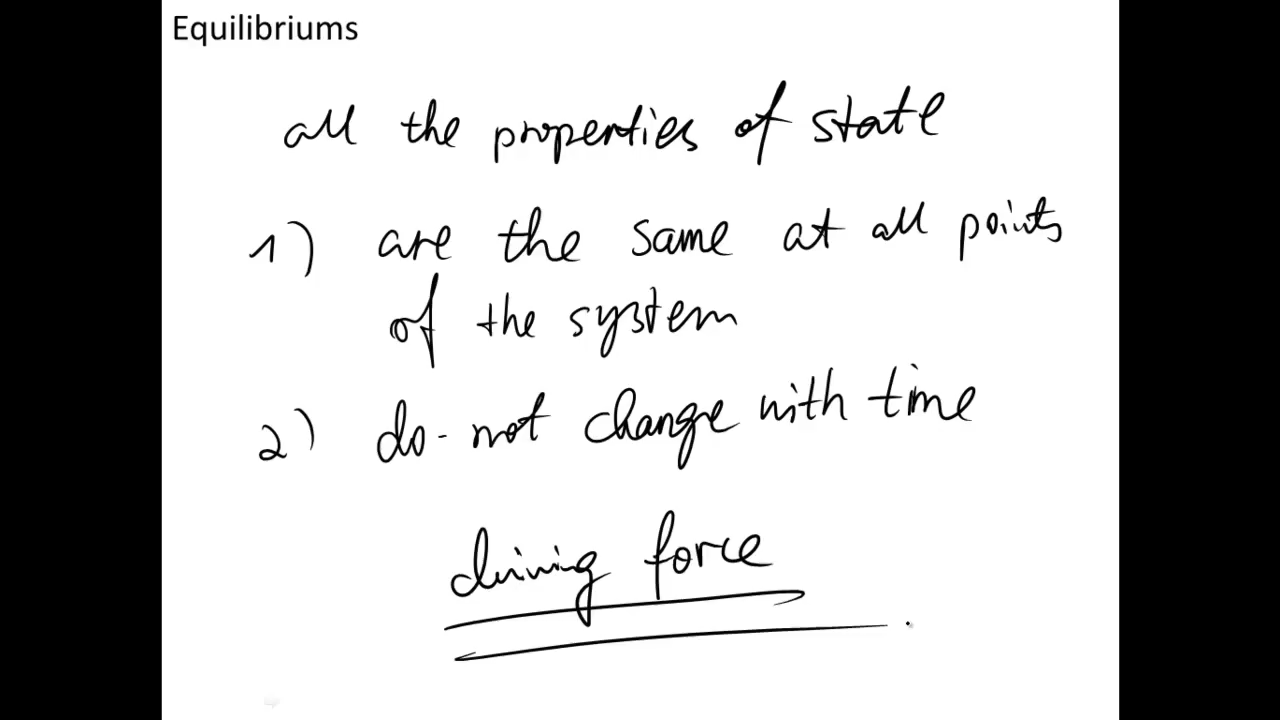 Equilibriums
all the properties of state
1) are the same at all points
of the system
2) do not change with time
driving force